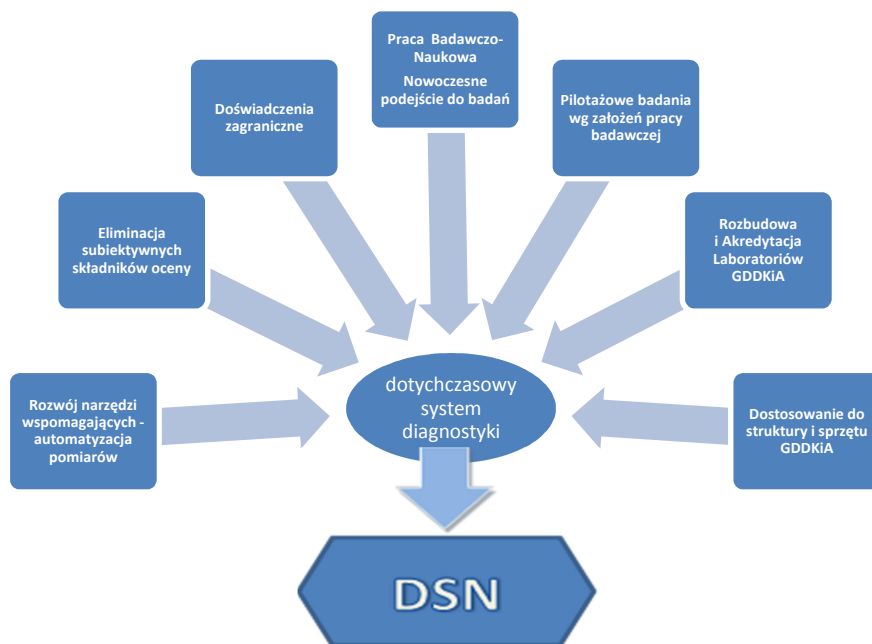 Praca Badawczo-
Naukowa
Nowoczesne
podejście do badań
Doświadczenia
zagraniczne
Pilotażowe badania
wg założeń pracy
badawczej
Eliminacja
subiektywnych
składników oceny
Rozbudowa
i Akredytacja
Laboratoriów
GDDKiA
Rozwój narzędzi
wspomagających -
automatyzacja
pomiarów
dotychczasowy
system
diagnostyki
Dostosowanie do
struktury i sprzętu
GDDKiA
DSN